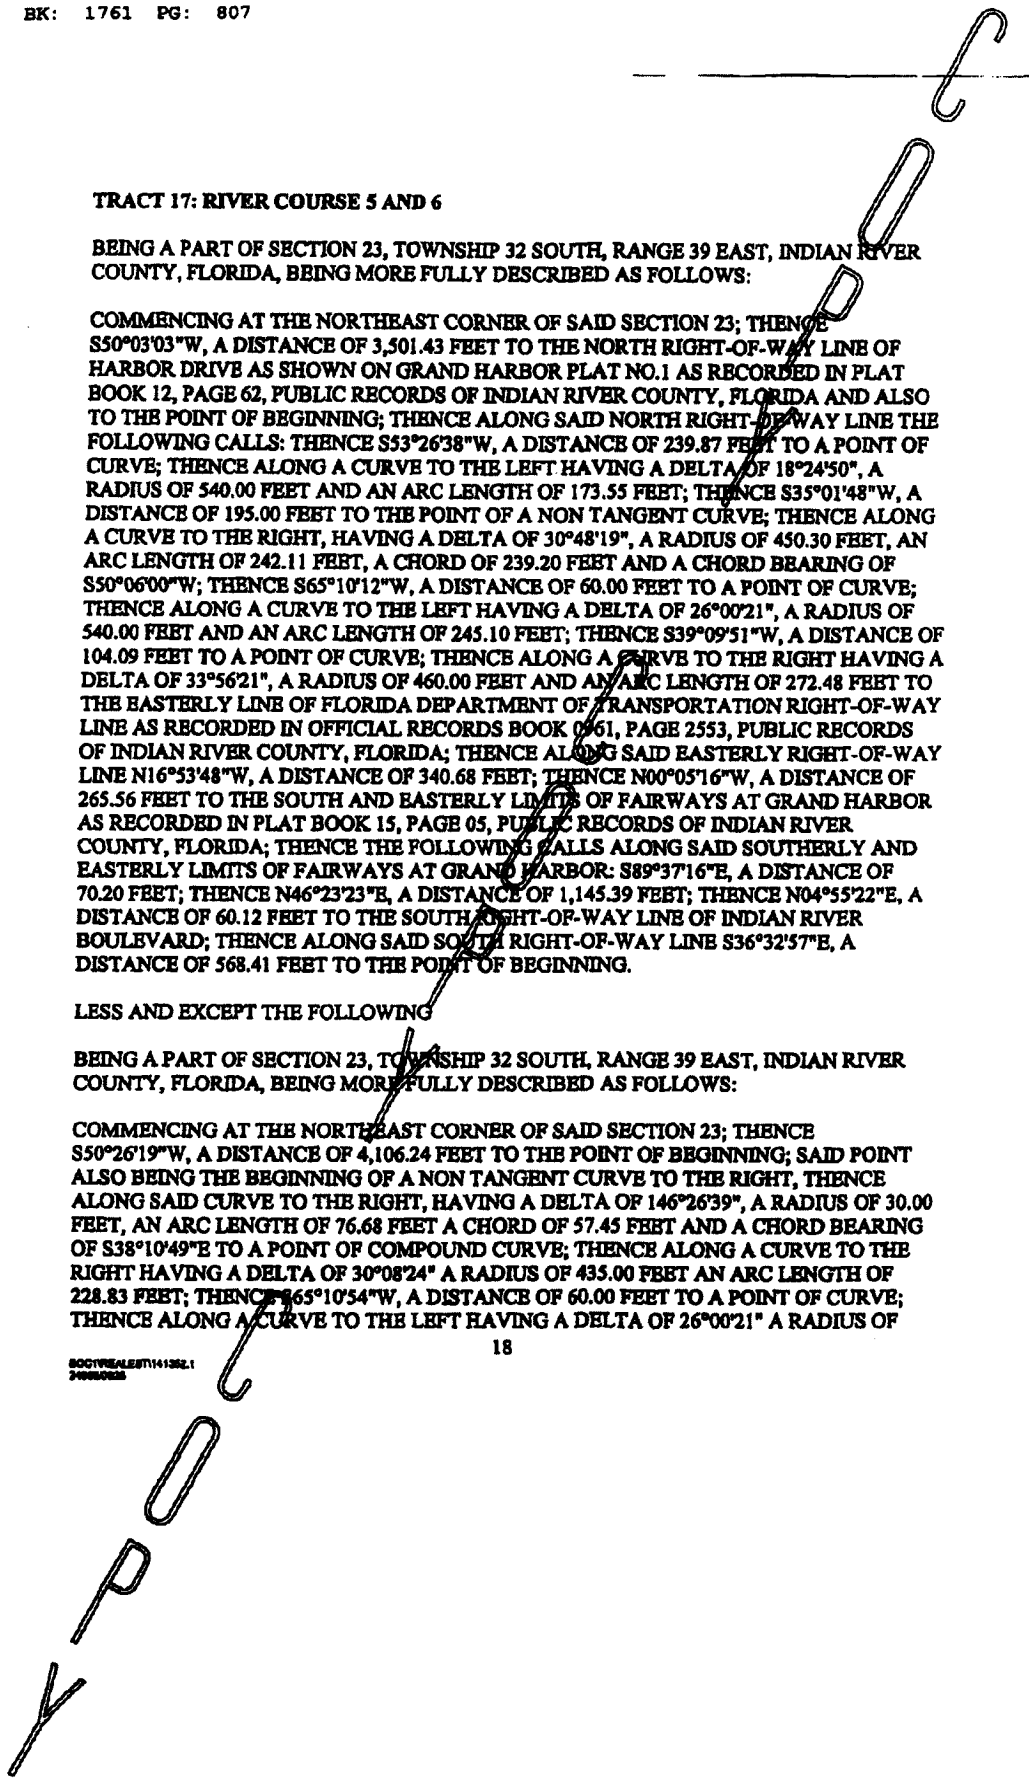 BK: 1761 PG: 807
TRACT 17: RIVER COURSE 5 AND 6
BEING A PART OF SECTION 23, TOWNSHIP 32 SOUTH, RANGE 39 EAST, INDIAN RIVER
COUNTY, FLORIDA, BEING MORE FULLY DESCRIBED AS FOLLOWS:
COMMENCING AT THE NORTHEAST CORNER OF SAID SECTION 23; THENCE
S50°03'03"W, A DISTANCE OF 3,501.43 FEET TO THE NORTH RIGHT-OF-WAY LINE OF
HARBOR DRIVE AS SHOWN ON GRAND HARBOR PLAT NO.1 AS RECORDED IN PLAT
BOOK 12, PAGE 62, PUBLIC RECORDS OF INDIAN RIVER COUNTY, FLORIDA AND ALSO
TO THE POINT OF BEGINNING; THENCE ALONG SAID NORTH RIGHT-OF-WAY LINE THE
FOLLOWING CALLS: THENCE S53°26'38"W, A DISTANCE OF 239.87 FEET TO A POINT OF
CURVE; THENCE ALONG A CURVE TO THE LEFT HAVING A DELTA OF 18°24'50", A
RADIUS OF 540.00 FEET AND AN ARC LENGTH OF 173.55 FEET; THENCE S35°01'48"W, A
DISTANCE OF 195.00 FEET TO THE POINT OF A NON TANGENT CURVE; THENCE ALONG
A CURVE TO THE RIGHT, HAVING A DELTA OF 30°48'19", A RADIUS OF 450.30 FEET, AN
ARC LENGTH OF 242.11 FEET, A CHORD OF 239.20 FEET AND A CHORD BEARING OF
S50°06'00"W; THENCE S65°10'12"W, A DISTANCE OF 60.00 FEET TO A POINT OF CURVE;
THENCE ALONG A CURVE TO THE LEFT HAVING A DELTA OF 26°00'21", A RADIUS OF
540.00 FEET AND AN ARC LENGTH OF 245.10 FEET; THENCE S39°09'51"W, A DISTANCE OF
104.09 FEET TO A POINT OF CURVE; THENCE ALONG A CURVE TO THE RIGHT HAVING A
DELTA OF 33°56'21", A RADIUS OF 460.00 FEET AND AN ARC LENGTH OF 272.48 FEET TO
THE EASTERLY LINE OF FLORIDA DEPARTMENT OF TRANSPORTATION RIGHT-OF-WAY
LINE AS RECORDED IN OFFICIAL RECORDS BOOK 0961, PAGE 2553, PUBLIC RECORDS
OF INDIAN RIVER COUNTY, FLORIDA; THENCE ALONG SAID EASTERLY RIGHT-OF-WAY
LINE N16°53'48"W, A DISTANCE OF 340.68 FEET; THENCE N00°05'16"W, A DISTANCE OF
265.56 FEET TO THE SOUTH AND EASTERLY LIMITS OF FAIRWAYS AT GRAND HARBOR
AS RECORDED IN PLAT BOOK 15, PAGE 05, PUBLIC RECORDS OF INDIAN RIVER
COUNTY, FLORIDA; THENCE THE FOLLOWING CALLS ALONG SAID SOUTHERLY AND
EASTERLY LIMITS OF FAIRWAYS AT GRAND HARBOR: S89°37'16"E, A DISTANCE OF
70.20 FEET; THENCE N46°23'23"E, A DISTANCE OF 1,145.39 FEET; THENCE N04°55'22"E, A
DISTANCE OF 60.12 FEET TO THE SOUTH RIGHT-OF-WAY LINE OF INDIAN RIVER
BOULEVARD; THENCE ALONG SAID SOUTH RIGHT-OF-WAY LINE S36°32'57"E, A
DISTANCE OF 568.41 FEET TO THE POINT OF BEGINNING.
LESS AND EXCEPT THE FOLLOWING
BEING A PART OF SECTION 23, TOWNSHIP 32 SOUTH, RANGE 39 EAST, INDIAN RIVER
COUNTY, FLORIDA, BEING MORE FULLY DESCRIBED AS FOLLOWS:
COMMENCING AT THE NORTHEAST CORNER OF SAID SECTION 23; THENCE
S50°26'19"W, A DISTANCE OF 4,106.24 FEET TO THE POINT OF BEGINNING; SAID POINT
ALSO BEING THE BEGINNING OF A NON TANGENT CURVE TO THE RIGHT, THENCE
ALONG SAID CURVE TO THE RIGHT, HAVING A DELTA OF 146°26'39", A RADIUS OF 30.00
FEET, AN ARC LENGTH OF 76.68 FEET A CHORD OF 57.45 FEET AND A CHORD BEARING
OF S38°10'49"E TO A POINT OF COMPOUND CURVE; THENCE ALONG A CURVE TO THE
RIGHT HAVING A DELTA OF 30°08'24" A RADIUS OF 435.00 FEET AN ARC LENGTH OF
228.83 FEET; THENCE S65°10'54"W, A DISTANCE OF 60.00 FEET TO A POINT OF CURVE;
THENCE ALONG A CURVE TO THE LEFT HAVING A DELTA OF 26°00'21" A RADIUS OF
18
COPY
COPY
COPY